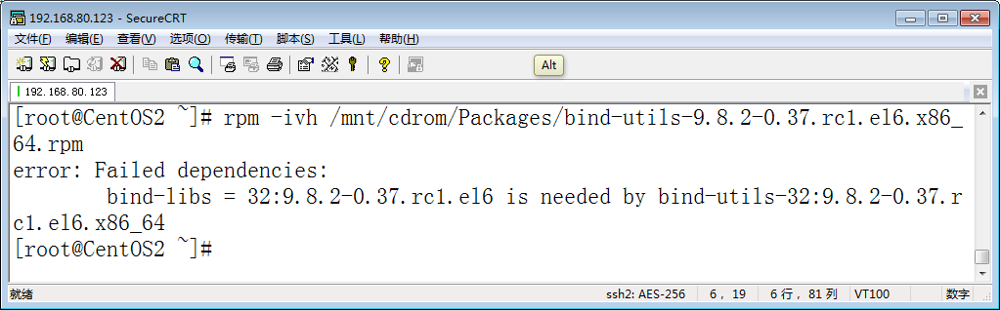 192.168.80.123 - SecureCRT
文件(F) 编辑(E) 查看(V) 选项(O) 传输(T) 脚本(S) 工具(L) 帮助(H)
Alt
192.168.80.123
[root@CentOS2 ~]# rpm -ivh /mnt/cdrom/Packages/bind-utils-9.8.2-0.37.rc1.el6.x86_
64.rpm
error: Failed dependencies:
bind-libs = 32:9.8.2-0.37.rc1.el6 is needed by bind-utils-32:9.8.2-0.37.r
c1.el6.x86_64
[root@CentOS2 ~]#
就绪 ssh2: AES-256 6 , 19 6 行 , 81 列 VT100 数字